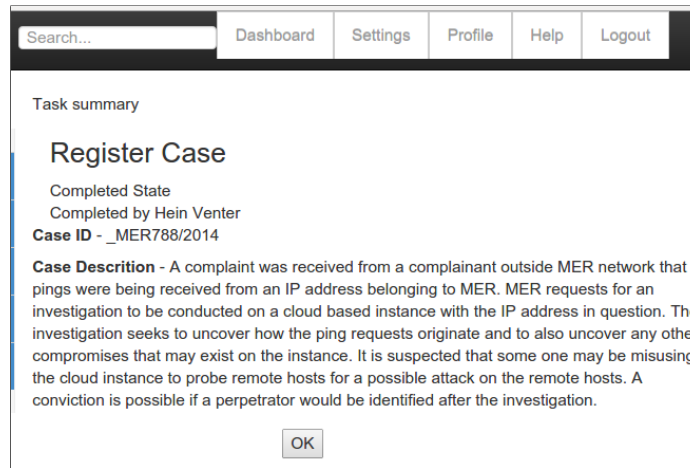 Search... Dashboard Settings Profile Help Logout
Task summary
Register Case
Completed State
Completed by Hein Venter
Case ID - _MER788/2014
Case Descrition - A complaint was received from a complainant outside MER network that
pings were being received from an IP address belonging to MER. MER requests for an
investigation to be conducted on a cloud based instance with the IP address in question. Th
investigation seeks to uncover how the ping requests originate and to also uncover any othe
compromises that may exist on the instance. It is suspected that some one may be misusing
the cloud instance to probe remote hosts for a possible attack on the remote hosts. A
conviction is possible if a perpetrator would be identified after the investigation.
OK